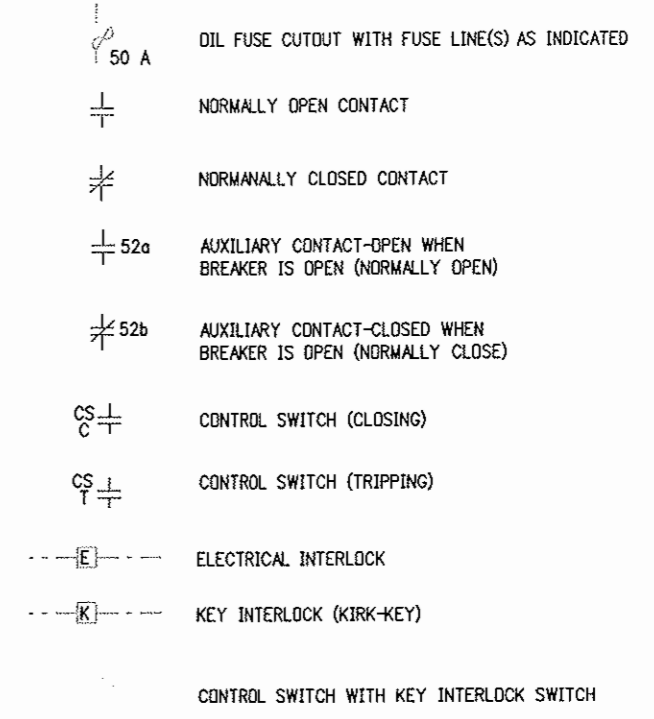 OIL FUSE CUTOUT WITH FUSE LINE(S) AS INDICATED
50 A
NORMALLY OPEN CONTACT
NORMANALLY CLOSED CONTACT
52a AUXILIARY CONTACT-OPEN WHEN
BREAKER IS OPEN (NORMALLY OPEN)
52b AUXILIARY CONTACT-CLOSED WHEN
BREAKER IS OPEN (NORMALLY CLOSE)
CS
C CONTROL SWITCH (CLOSING)
CS
T CONTROL SWITCH (TRIPPING)
E ELECTRICAL INTERLOCK
K KEY INTERLOCK (KIRK-KEY)
CONTROL SWITCH WITH KEY INTERLOCK SWITCH